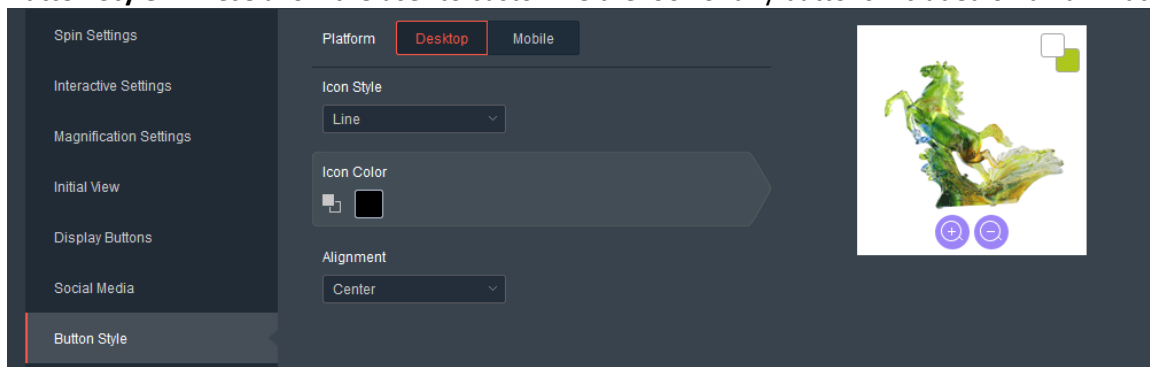 Spin Settings
Interactive Settings
Magnification Settings
Initial View
Display Buttons
Social Media
Button Style
Platform Desktop Mobile
Icon Style
Line
Icon Color
Alignment
Center